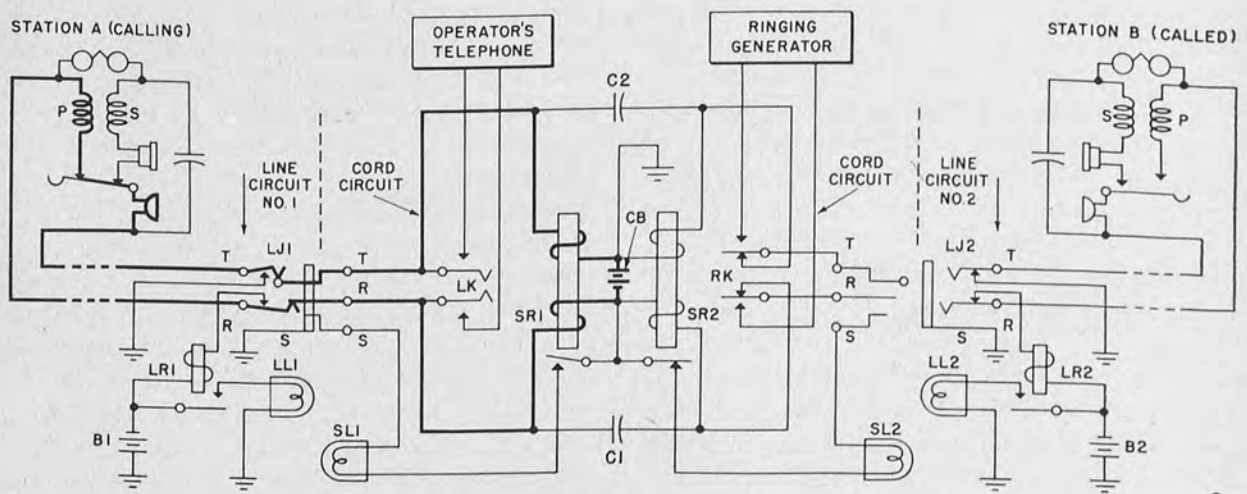 STATION A (CALLING)
OPERATOR'S
TELEPHONE
RINGING
GENERATOR
STATION B (CALLED)
P
S
C2
S
P
LINE
CIRCUIT
NO. 1
CORD
CIRCUIT
CB
CORD
CIRCUIT
LINE
CIRCUIT
NO. 2
T
LJ1
T
T
LJ2
T
R
LK
RK
R
R
S
S
SR1
SR2
S
S
R
LR1
LL1
LL2
LR2
B1
SL1
C1
SL2
B2